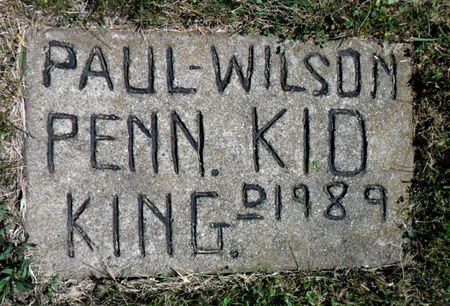 PAUL-WILSON
PENN. KID
KING. D 1989